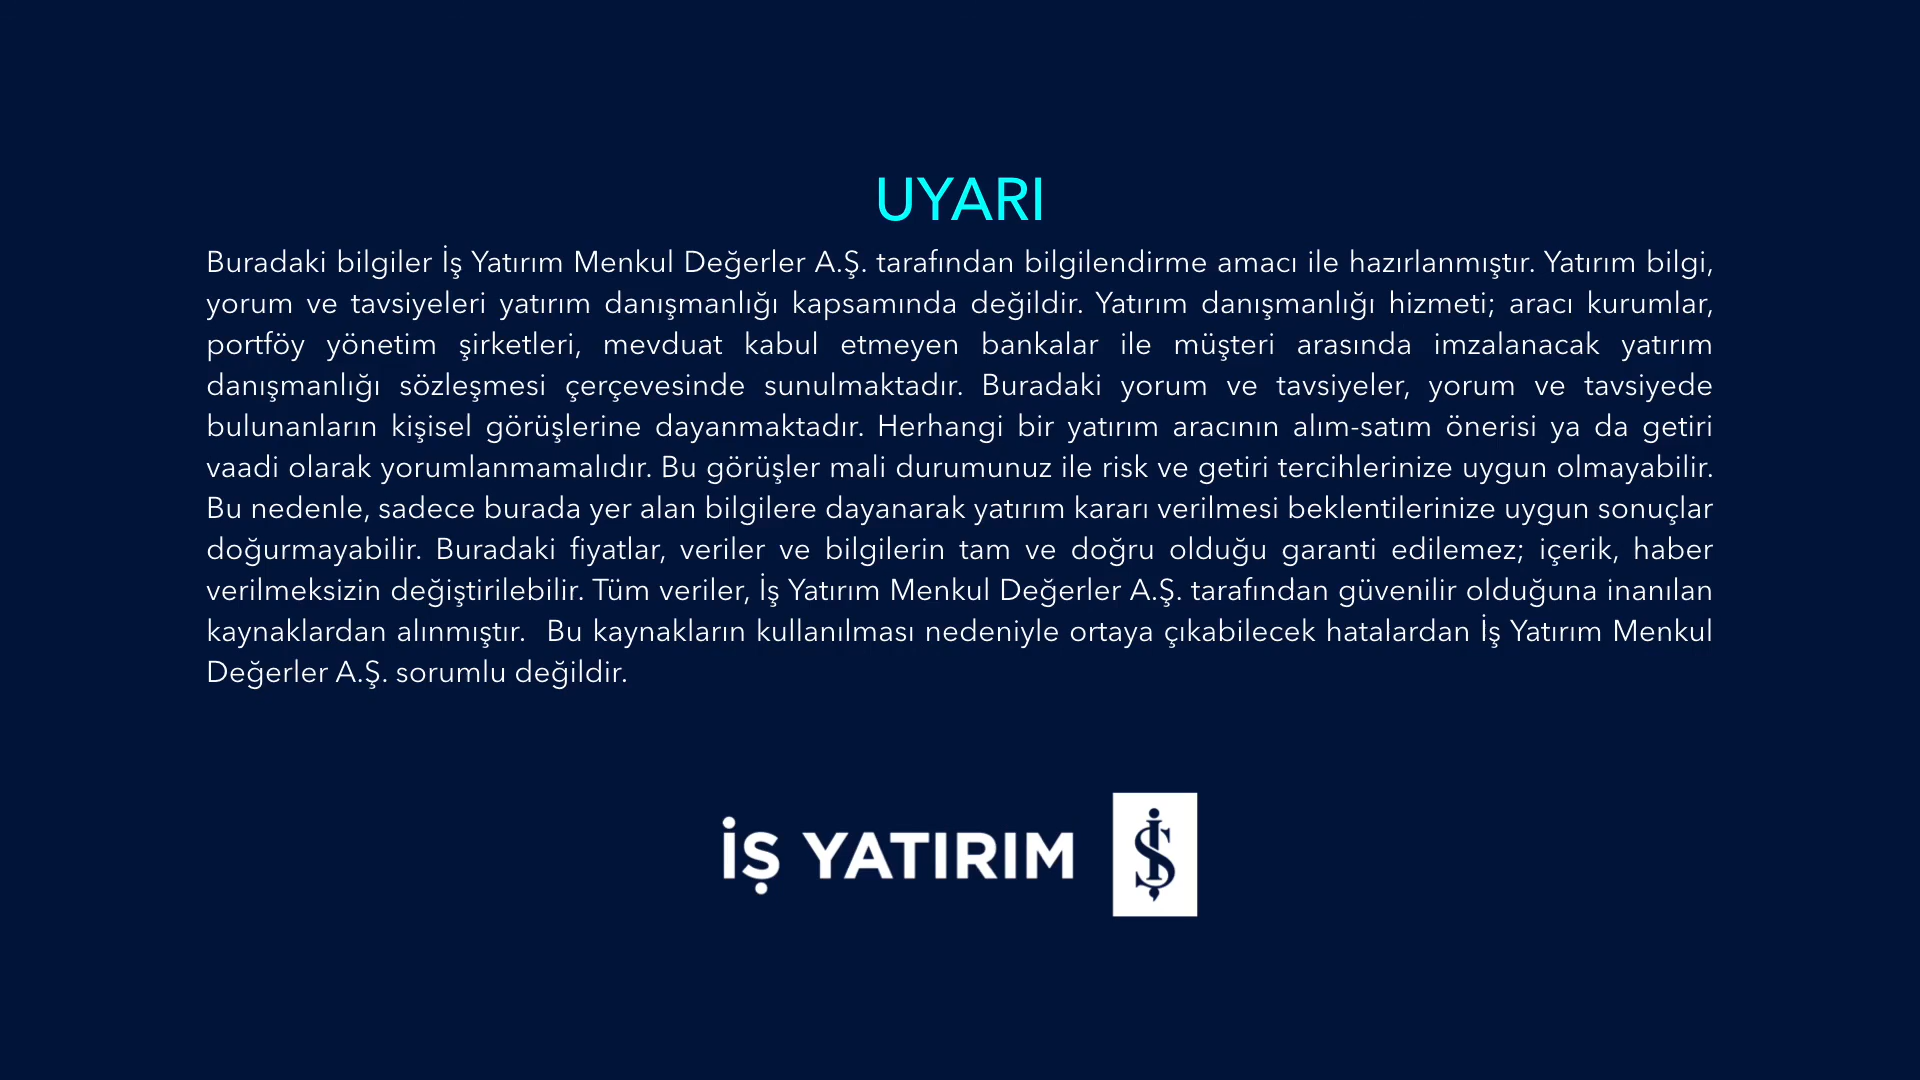 UYARI
Buradaki bilgiler İş Yatırım Menkul Değerler A.Ş. tarafından bilgilendirme amacı ile hazırlanmıştır. Yatırım bilgi,
yorum ve tavsiyeleri yatırım danışmanlığı kapsamında değildir. Yatırım danışmanlığı hizmeti; aracı kurumlar,
portföy yönetim şirketleri, mevduat kabul etmeyen bankalar ile müşteri arasında imzalanacak yatırım
danışmanlığı sözleşmesi çerçevesinde sunulmaktadır. Buradaki yorum ve tavsiyeler, yorum ve tavsiyede
bulunanların kişisel görüşlerine dayanmaktadır. Herhangi bir yatırım aracının alım-satım önerisi ya da getiri
vaadi olarak yorumlanmamalıdır. Bu görüşler mali durumunuz ile risk ve getiri tercihlerinize uygun olmayabilir.
Bu nedenle, sadece burada yer alan bilgilere dayanarak yatırım kararı verilmesi beklentilerinize uygun sonuçlar
doğurmayabilir. Buradaki fiyatlar, veriler ve bilgilerin tam ve doğru olduğu garanti edilemez; içerik, haber
verilmeksizin değiştirilebilir. Tüm veriler, İş Yatırım Menkul Değerler A.Ş. tarafından güvenilir olduğuna inanılan
kaynaklardan alınmıştır.  Bu kaynakların kullanılması nedeniyle ortaya çıkabilecek hatalardan İş Yatırım Menkul
Değerler A.Ş. sorumlu değildir.
İŞ YATIRIM İŞ